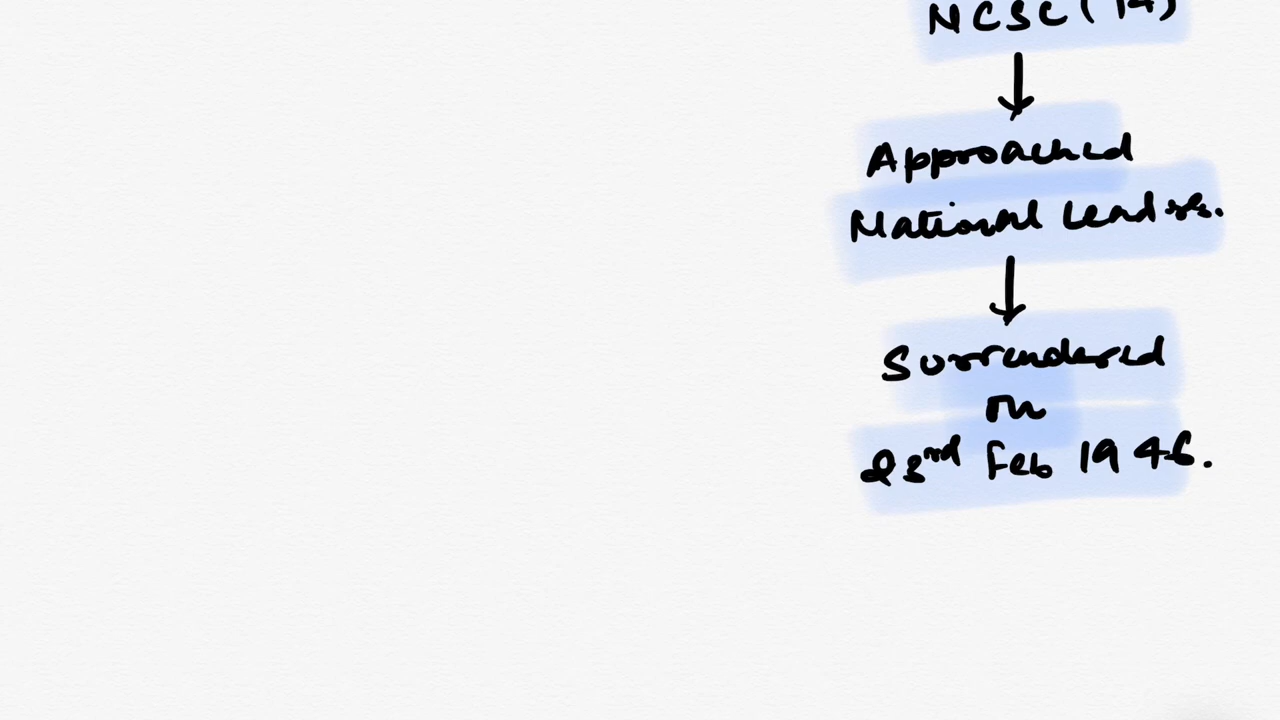 NCSC (14)
↓
Approached
National Leaders.
↓
Surrendered
on
23rd Feb 1946.